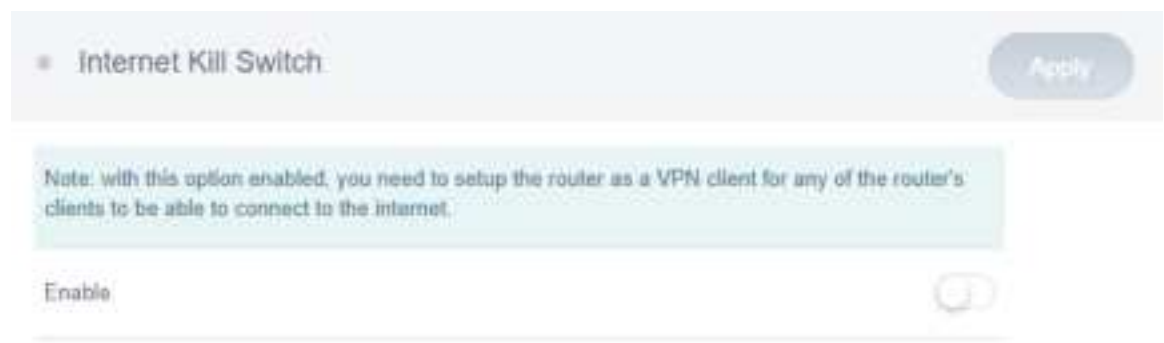 Internet Kill Switch
Apply
Note: with this option enabled, you need to setup the router as a VPN client for any of the router's
clients to be able to connect to the internet.
Enable